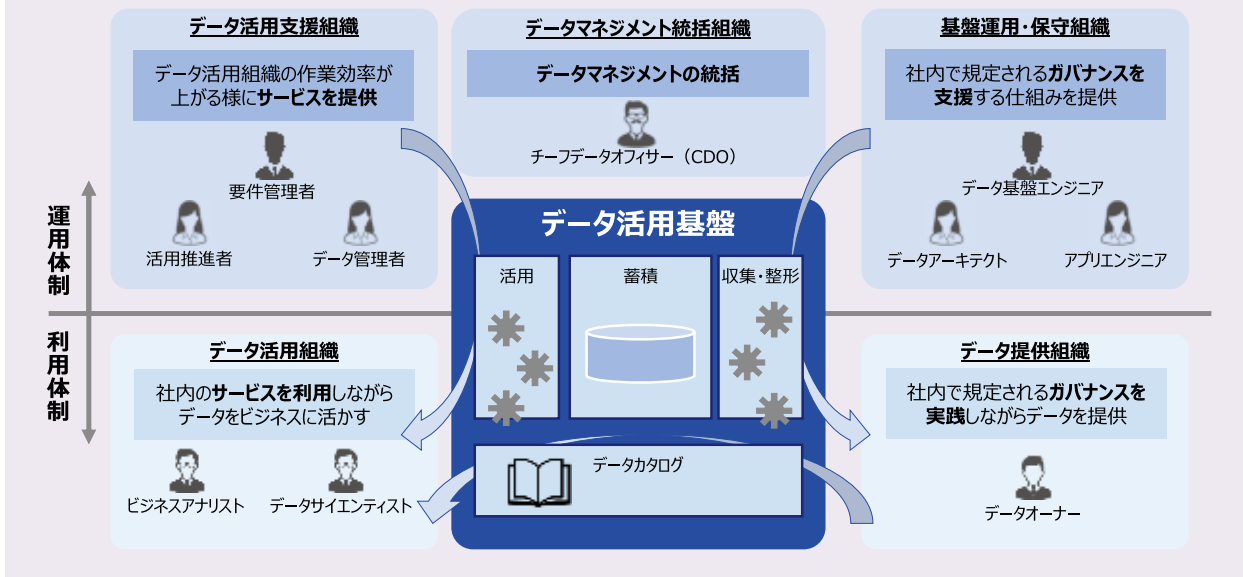 データ活用支援組織
データ活用組織の作業効率が
上がる様にサービスを提供
要件管理者
活用推進者
データ管理者
データマネジメント統括組織
データマネジメントの統括
チーフデータオフィサー（CDO）
基盤運用・保守組織
社内で規定されるガバナンスを
支援する仕組みを提供
データ基盤エンジニア
データアーキテクト
アプリエンジニア
運用体制
利用体制
データ活用基盤
活用
蓄積
収集・整形
データカタログ
データ活用組織
社内のサービスを利用しながら
データをビジネスに活かす
ビジネスアナリスト
データサイエンティスト
データ提供組織
社内で規定されるガバナンスを
実践しながらデータを提供
データオーナー